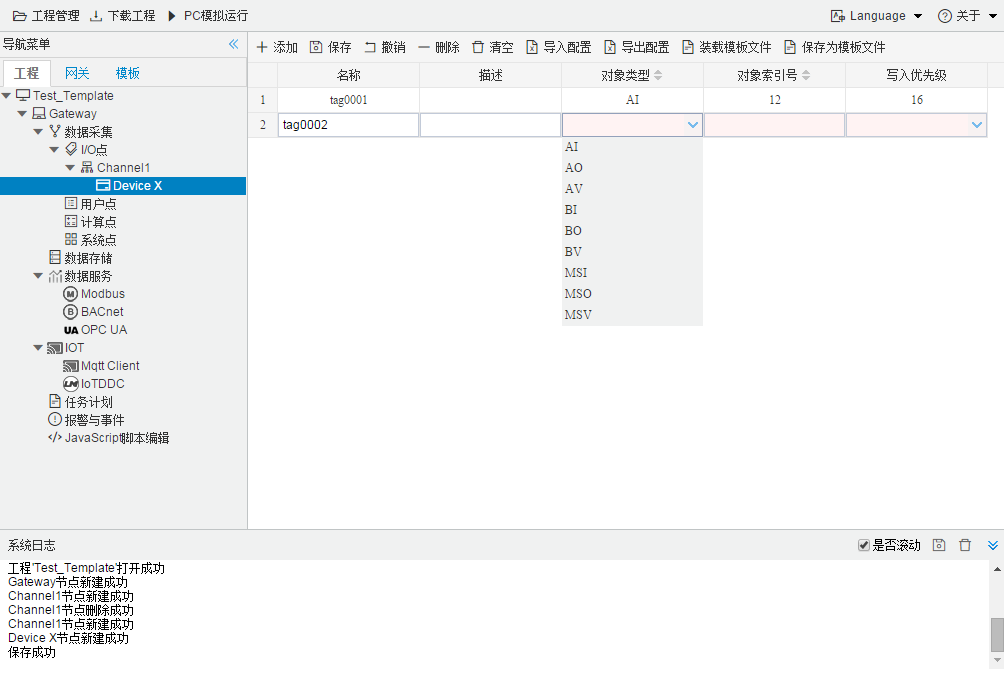 工程管理 下载工程 PC模拟运行 Language 关于
导航菜单
添加 保存 撤销 删除 清空 导入配置 导出配置 装载模板文件 保存为模板文件
工程 网关 模板
名称 描述 对象类型 对象索引号 写入优先级
1 tag0001 AI 12 16
2 tag0002
AI
AO
AV
BI
BO
BV
MSI
MSO
MSV
Test_Template
Gateway
数据采集
I/O点
Channel1
Device X
用户点
计算点
系统点
数据存储
数据服务
M Modbus
B BACnet
UA OPC UA
IOT
Mqtt Client
IoTDDC
任务计划
报警与事件
JavaScript脚本编辑
系统日志 是否滚动
工程'Test_Template'打开成功
Gateway节点新建成功
Channel1节点新建成功
Channel1节点删除成功
Channel1节点新建成功
Device X节点新建成功
保存成功